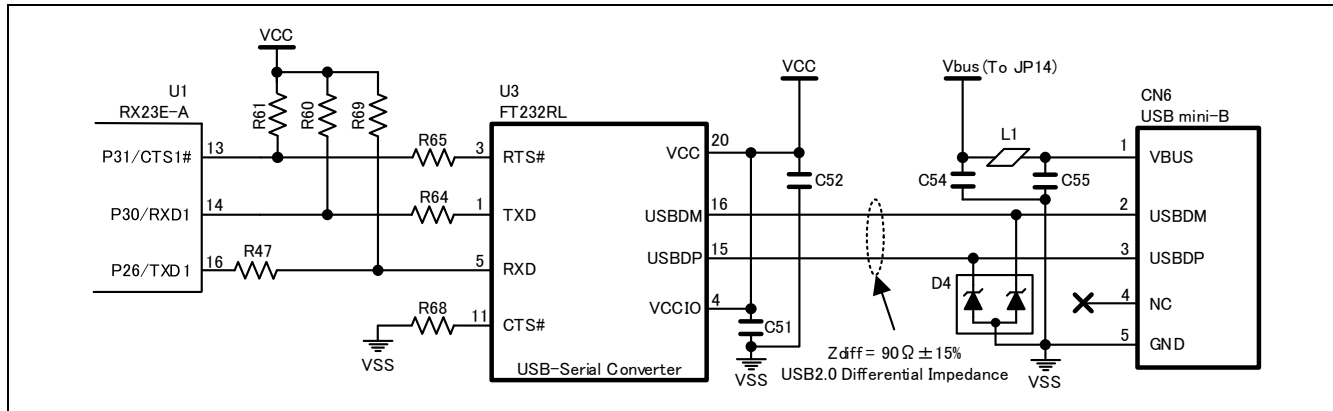 VCC
U1
RX23E-A
R61
R60
R69
P31/CTS1#
13
P30/RXD1
14
P26/TXD1
16
R47
R65
R64
R68
VSS
U3
FT232RL
3
RTS#
1
TXD
5
RXD
11
CTS#
VCC
20
USBDM
16
USBDP
15
VCCIO
4
USB-Serial Converter
VCC
C52
C51
VSS
Zdiff = 90Ω±15%
USB2.0 Differential Impedance
Vbus(To JP14)
L1
C54
C55
D4
VSS
CN6
USB mini-B
1
VBUS
2
USBDM
3
USBDP
4
NC
5
GND